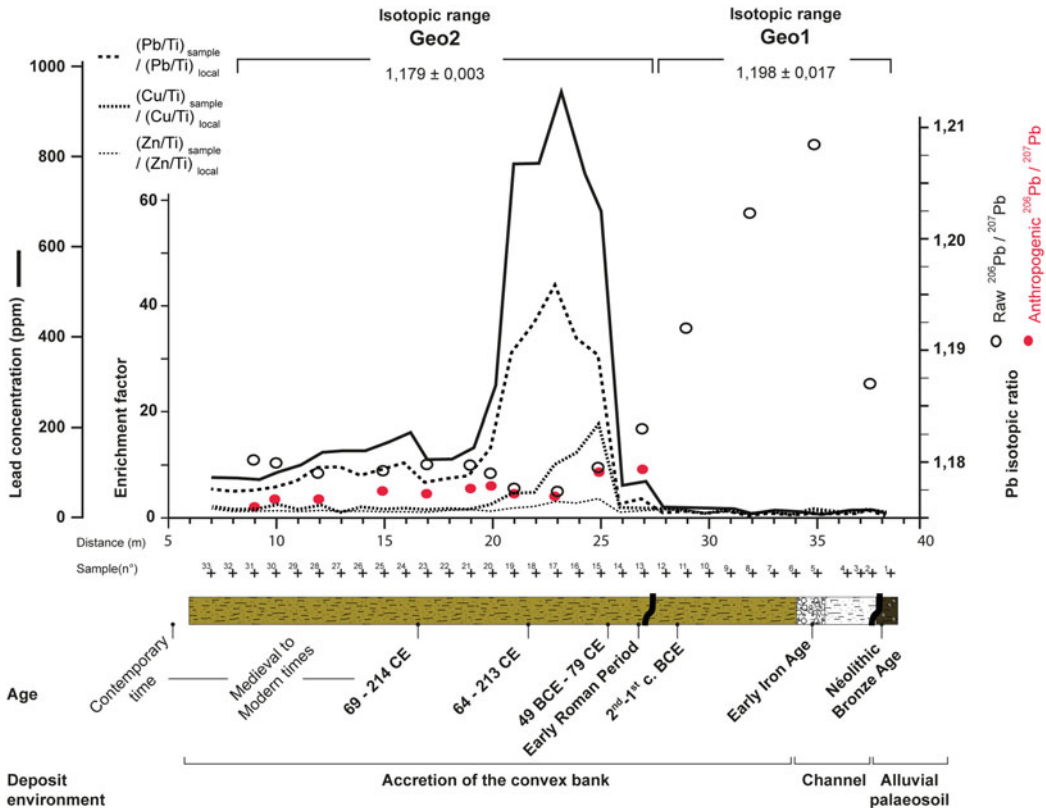 Isotopic range
Geo2
1,179 ± 0,003
Isotopic range
Geo1
1,198 ± 0,017
(Pb/Ti) sample
/ (Pb/Ti) local
(Cu/Ti) sample
/ (Cu/Ti) local
(Zn/Ti) sample
/ (Zn/Ti) local
Lead concentration (ppm)
1000
800
600
400
200
0
Enrichment factor
60
40
20
0
1,21
1,20
1,19
1,18
Pb isotopic ratio
Raw 206Pb / 207Pb
Anthropogenic 206Pb / 207Pb
Distance (m)
5 10 15 20 25 30 35 40
Sample(n°)
33 32 31 30 29 28 27 26 25 24 23 22 21 20 19 18 17 16 15 14 13 12 11 10 9 8 7 6 5 4 3 2 1
Age
Contemporary
time
Medieval to
Modern times
69 - 214 CE
64 - 213 CE
49 BCE - 79 CE
Early Roman Period
2nd-1st c. BCE
Early Iron Age
Néolithic
Bronze Age
Deposit
environment
Accretion of the convex bank
Channel
Alluvial
palaeosoil